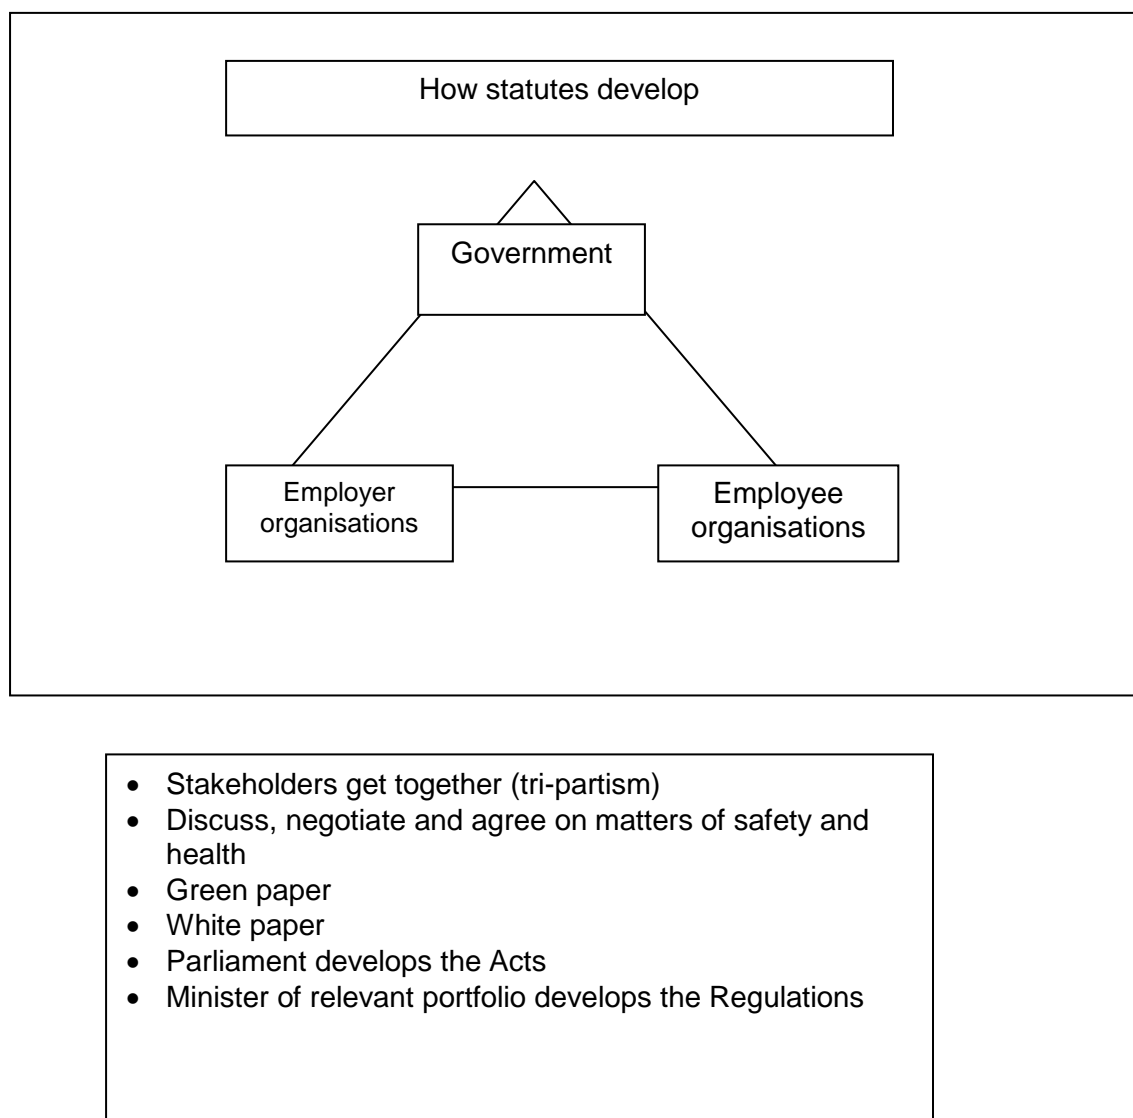 How statutes develop
Government
Employer
organisations
Employee
organisations
• Stakeholders get together (tri-partism)
• Discuss, negotiate and agree on matters of safety and
health
• Green paper
• White paper
• Parliament develops the Acts
• Minister of relevant portfolio develops the Regulations